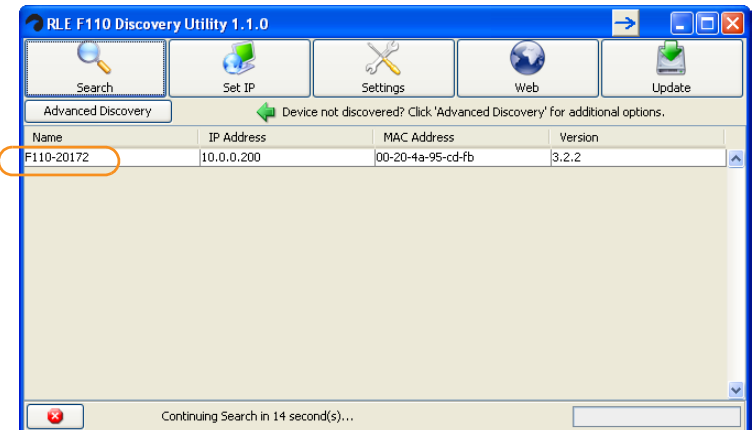 RLE F110 Discovery Utility 1.1.0
Search Set IP Settings Web Update
Advanced Discovery Device not discovered? Click 'Advanced Discovery' for additional options.
Name IP Address MAC Address Version
F110-20172 10.0.0.200 00-20-4a-95-cd-fb 3.2.2
Continuing Search in 14 second(s)...